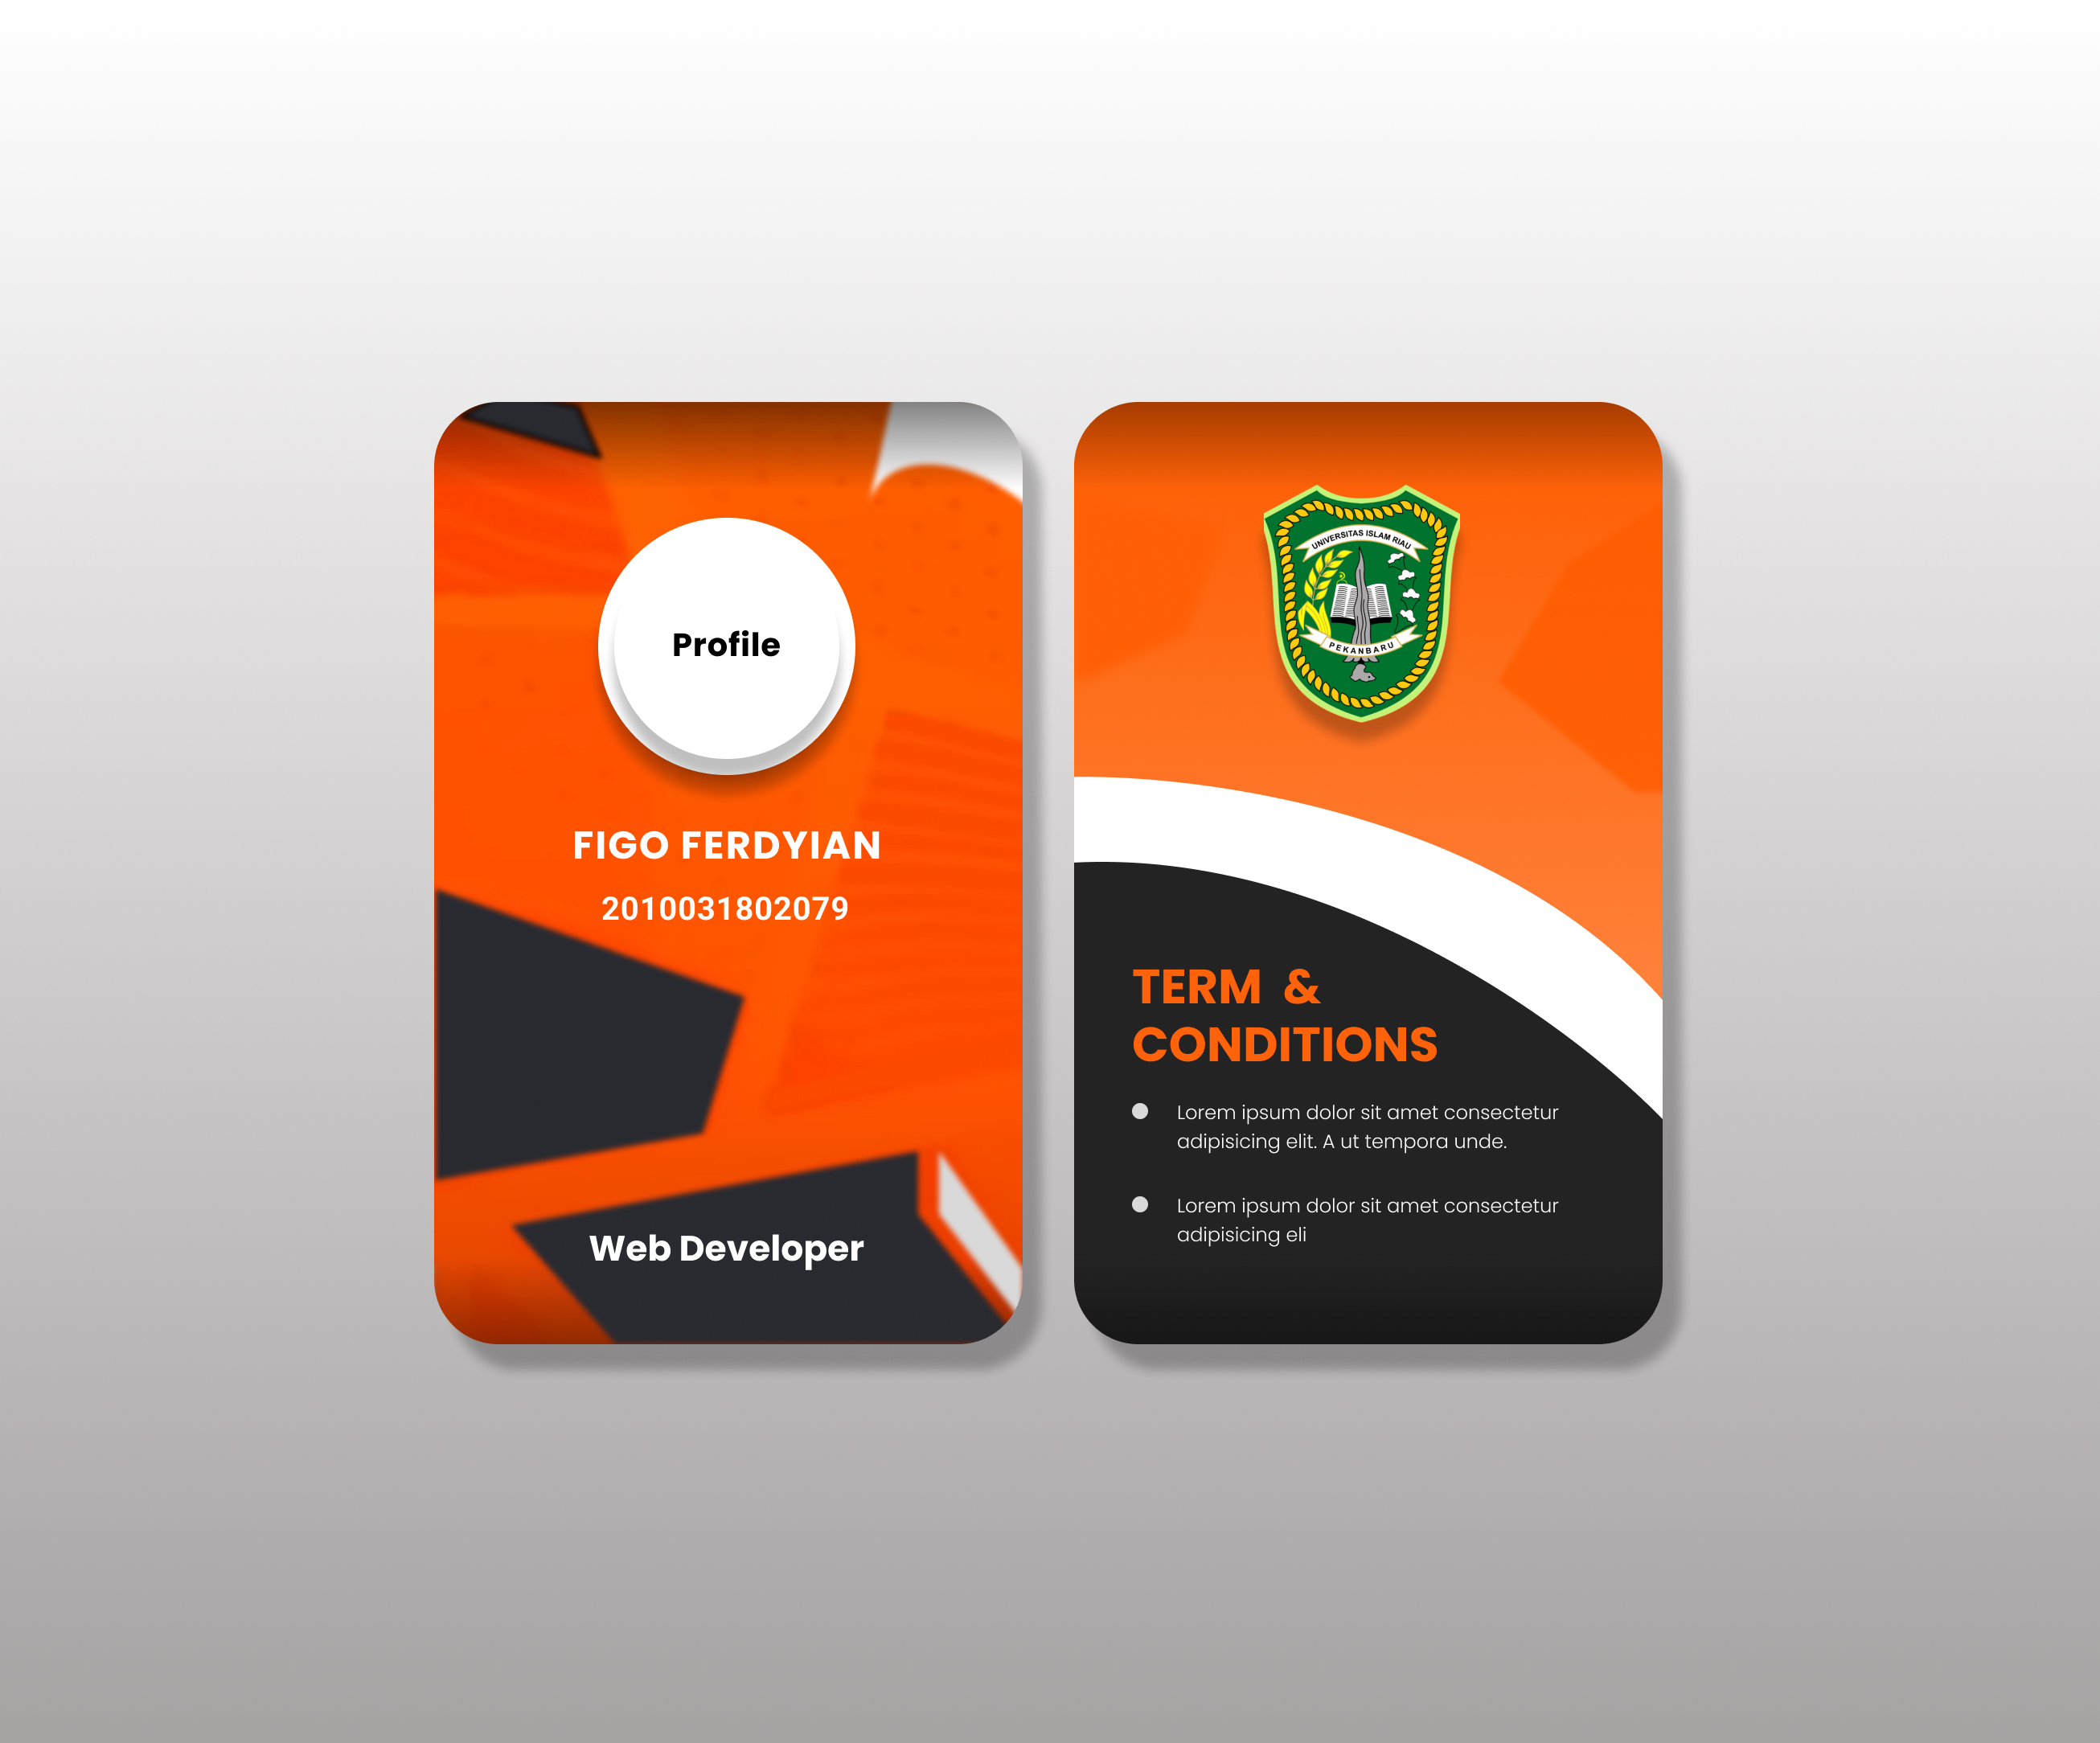 Profile
FIGO FERDYIAN
2010031802079
Web Developer
UNIVERSITAS ISLAM RIAU
PEKANBARU
TERM &
CONDITIONS
Lorem ipsum dolor sit amet consectetur
adipisicing elit. A ut tempora unde.
Lorem ipsum dolor sit amet consectetur
adipisicing eli